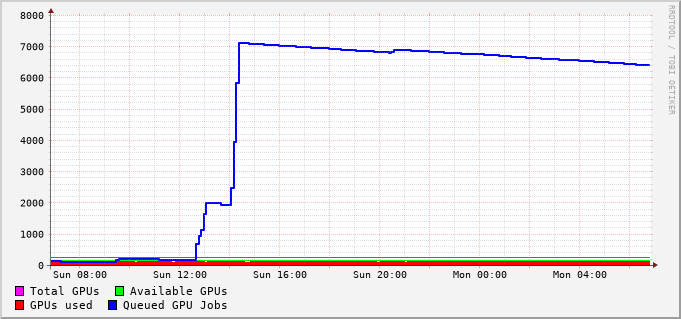 8000
7000
6000
5000
4000
3000
2000
1000
0
Sun 08:00 Sun 12:00 Sun 16:00 Sun 20:00 Mon 00:00 Mon 04:00
Total GPUs Available GPUs
GPUs used Queued GPU Jobs
RRDTOOL / TOBI OETIKER